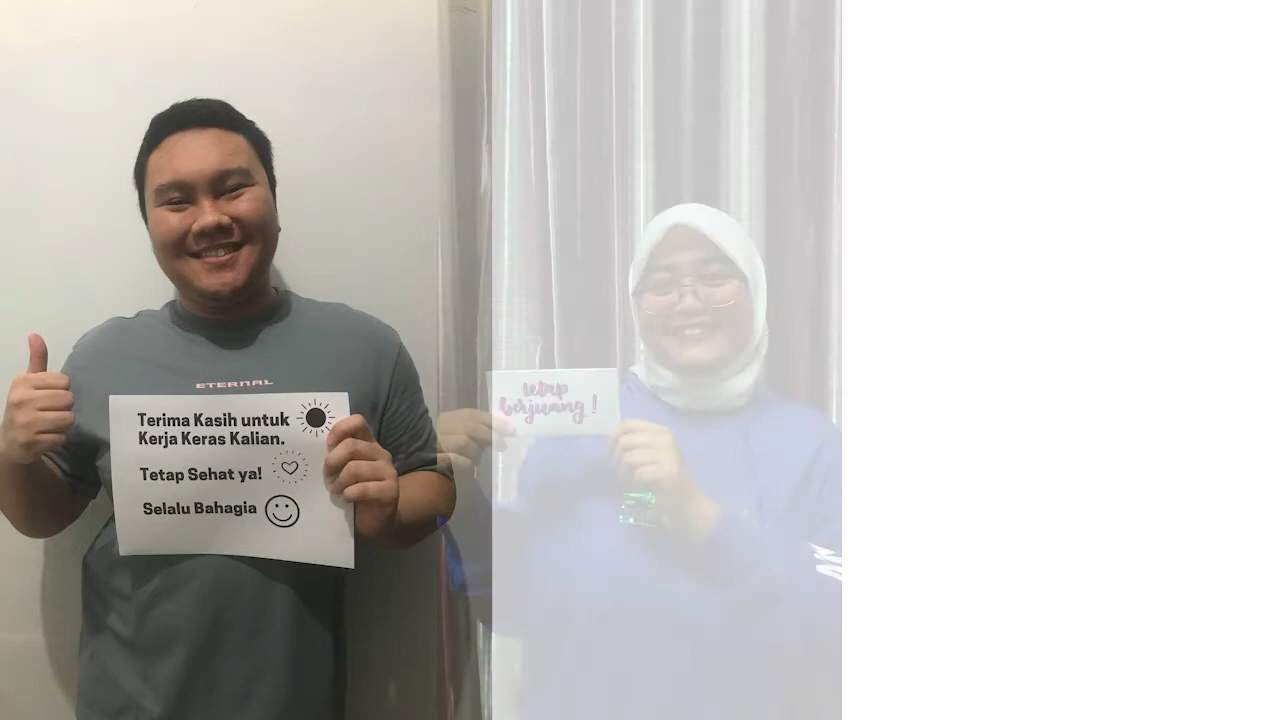 ETERNAL
Terima Kasih untuk
Kerja Keras Kalian.
Tetap Sehat ya!
Selalu Bahagia
tetap
berjuang !